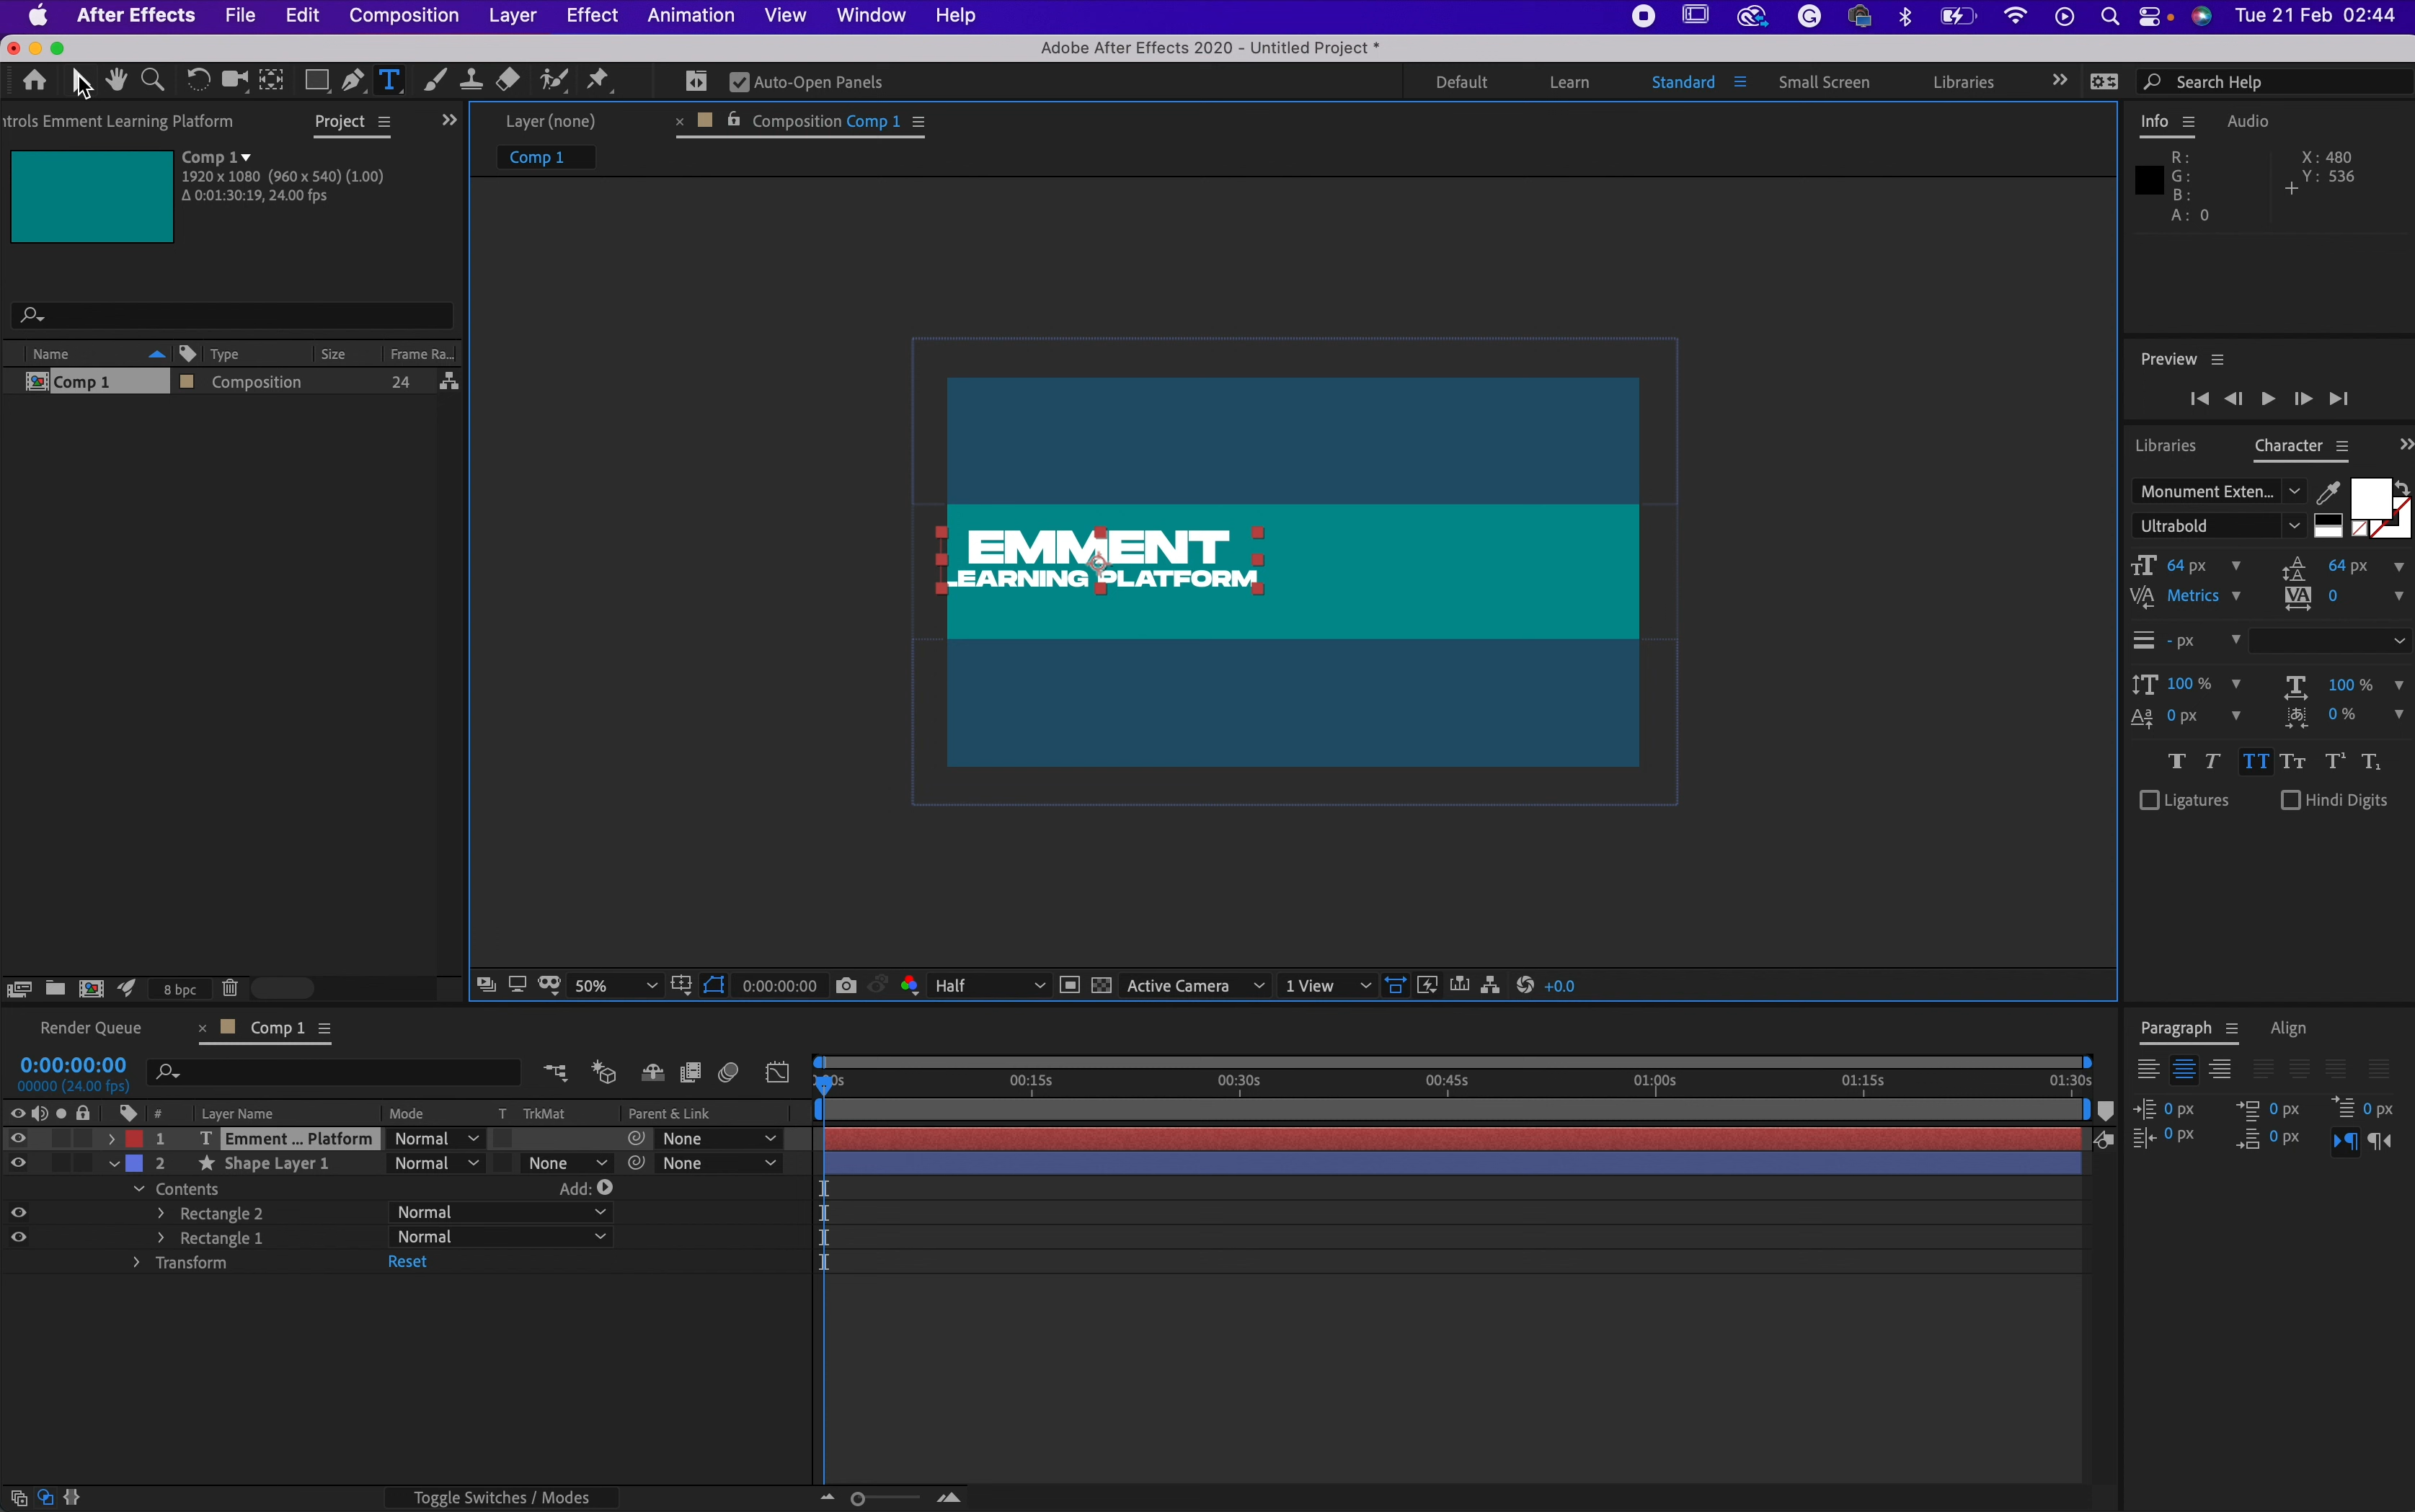 After Effects File Edit Composition Layer Effect Animation View Window Help Tue 21 Feb 02:44
Adobe After Effects 2020 - Untitled Project *
T Auto-Open Panels Default Learn Standard Small Screen Libraries Search Help
ntrols Emment Learning Platform Project
Layer (none) Composition Comp 1
Comp 1
Comp 1
1920 x 1080 (960 x 540) (1.00)
Δ 0:01:30:19, 24.00 fps
Name Type Size Frame Ra...
Comp 1 Composition 24
8 bpc
EMMENT
LEARNING PLATFORM
50% 0:00:00:00 Half Active Camera 1 View +0.0
Info Audio
R: X: 480
G: Y: 536
B:
A: 0
Preview
Libraries Character
Monument Exten...
Ultrabold
64 px 64 px
Metrics 0
- px
100 % 100 %
0 px 0 %
T T TT Tt T¹ T₁
Ligatures Hindi Digits
Render Queue Comp 1
0:00:00:00
00000 (24.00 fps)
00s 00:15s 00:30s 00:45s 01:00s 01:15s 01:30s
# Layer Name Mode T TrkMat Parent & Link
1 T Emment ... Platform Normal None
2 Shape Layer 1 Normal None None
Contents Add:
Rectangle 2 Normal
Rectangle 1 Normal
Transform Reset
Toggle Switches / Modes
Paragraph Align
0 px 0 px 0 px
0 px 0 px